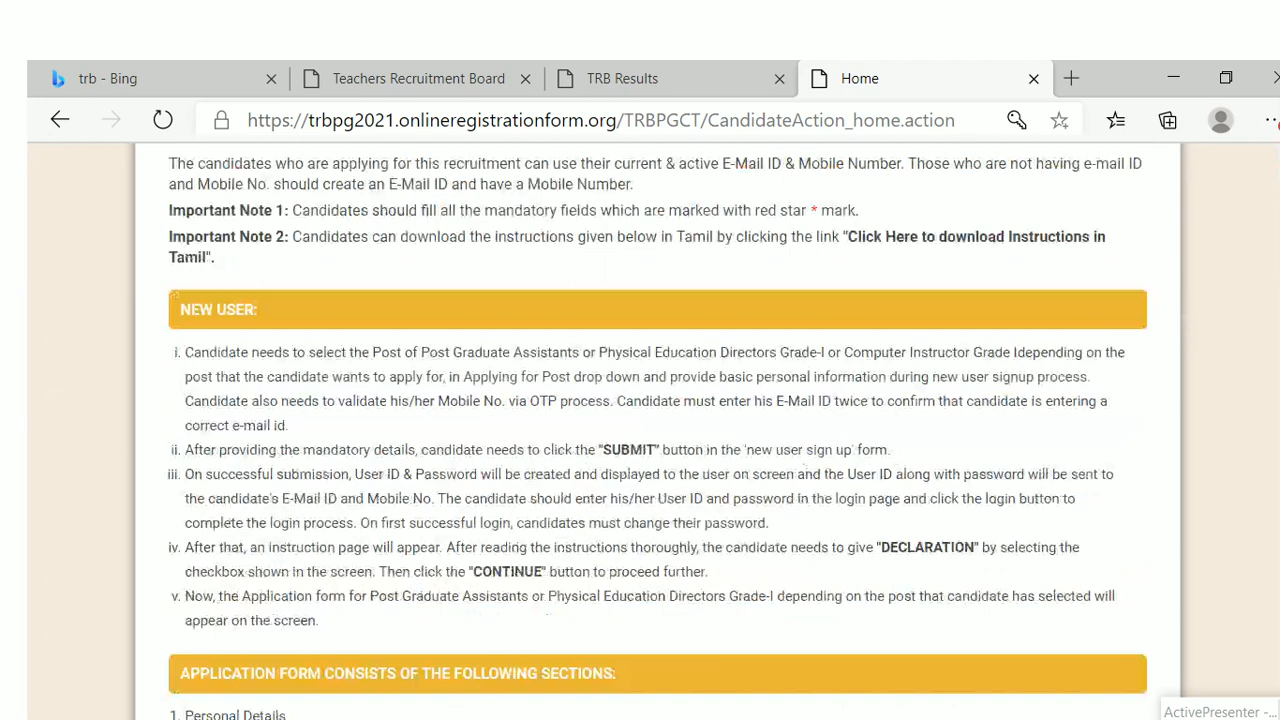 trb - Bing
Teachers Recruitment Board
TRB Results
Home
https://trbpg2021.onlineregistrationform.org/TRBPGCT/CandidateAction_home.action
The candidates who are applying for this recruitment can use their current & active E-Mail ID & Mobile Number. Those who are not having e-mail ID
and Mobile No. should create an E-Mail ID and have a Mobile Number.
Important Note 1: Candidates should fill all the mandatory fields which are marked with red star * mark.
Important Note 2: Candidates can download the instructions given below in Tamil by clicking the link "Click Here to download Instructions in
Tamil".
NEW USER:
i. Candidate needs to select the Post of Post Graduate Assistants or Physical Education Directors Grade-I or Computer Instructor Grade Idepending on the
post that the candidate wants to apply for, in Applying for Post drop down and provide basic personal information during new user signup process.
Candidate also needs to validate his/her Mobile No. via OTP process. Candidate must enter his E-Mail ID twice to confirm that candidate is entering a
correct e-mail id.
ii. After providing the mandatory details, candidate needs to click the "SUBMIT" button in the 'new user sign up' form.
iii. On successful submission, User ID & Password will be created and displayed to the user on screen and the User ID along with password will be sent to
the candidate's E-Mail ID and Mobile No. The candidate should enter his/her User ID and password in the login page and click the login button to
complete the login process. On first successful login, candidates must change their password.
iv. After that, an instruction page will appear. After reading the instructions thoroughly, the candidate needs to give "DECLARATION" by selecting the
checkbox shown in the screen. Then click the "CONTINUE" button to proceed further.
v. Now, the Application form for Post Graduate Assistants or Physical Education Directors Grade-I depending on the post that candidate has selected will
appear on the screen.
APPLICATION FORM CONSISTS OF THE FOLLOWING SECTIONS:
1. Personal Details
ActivePresenter -...